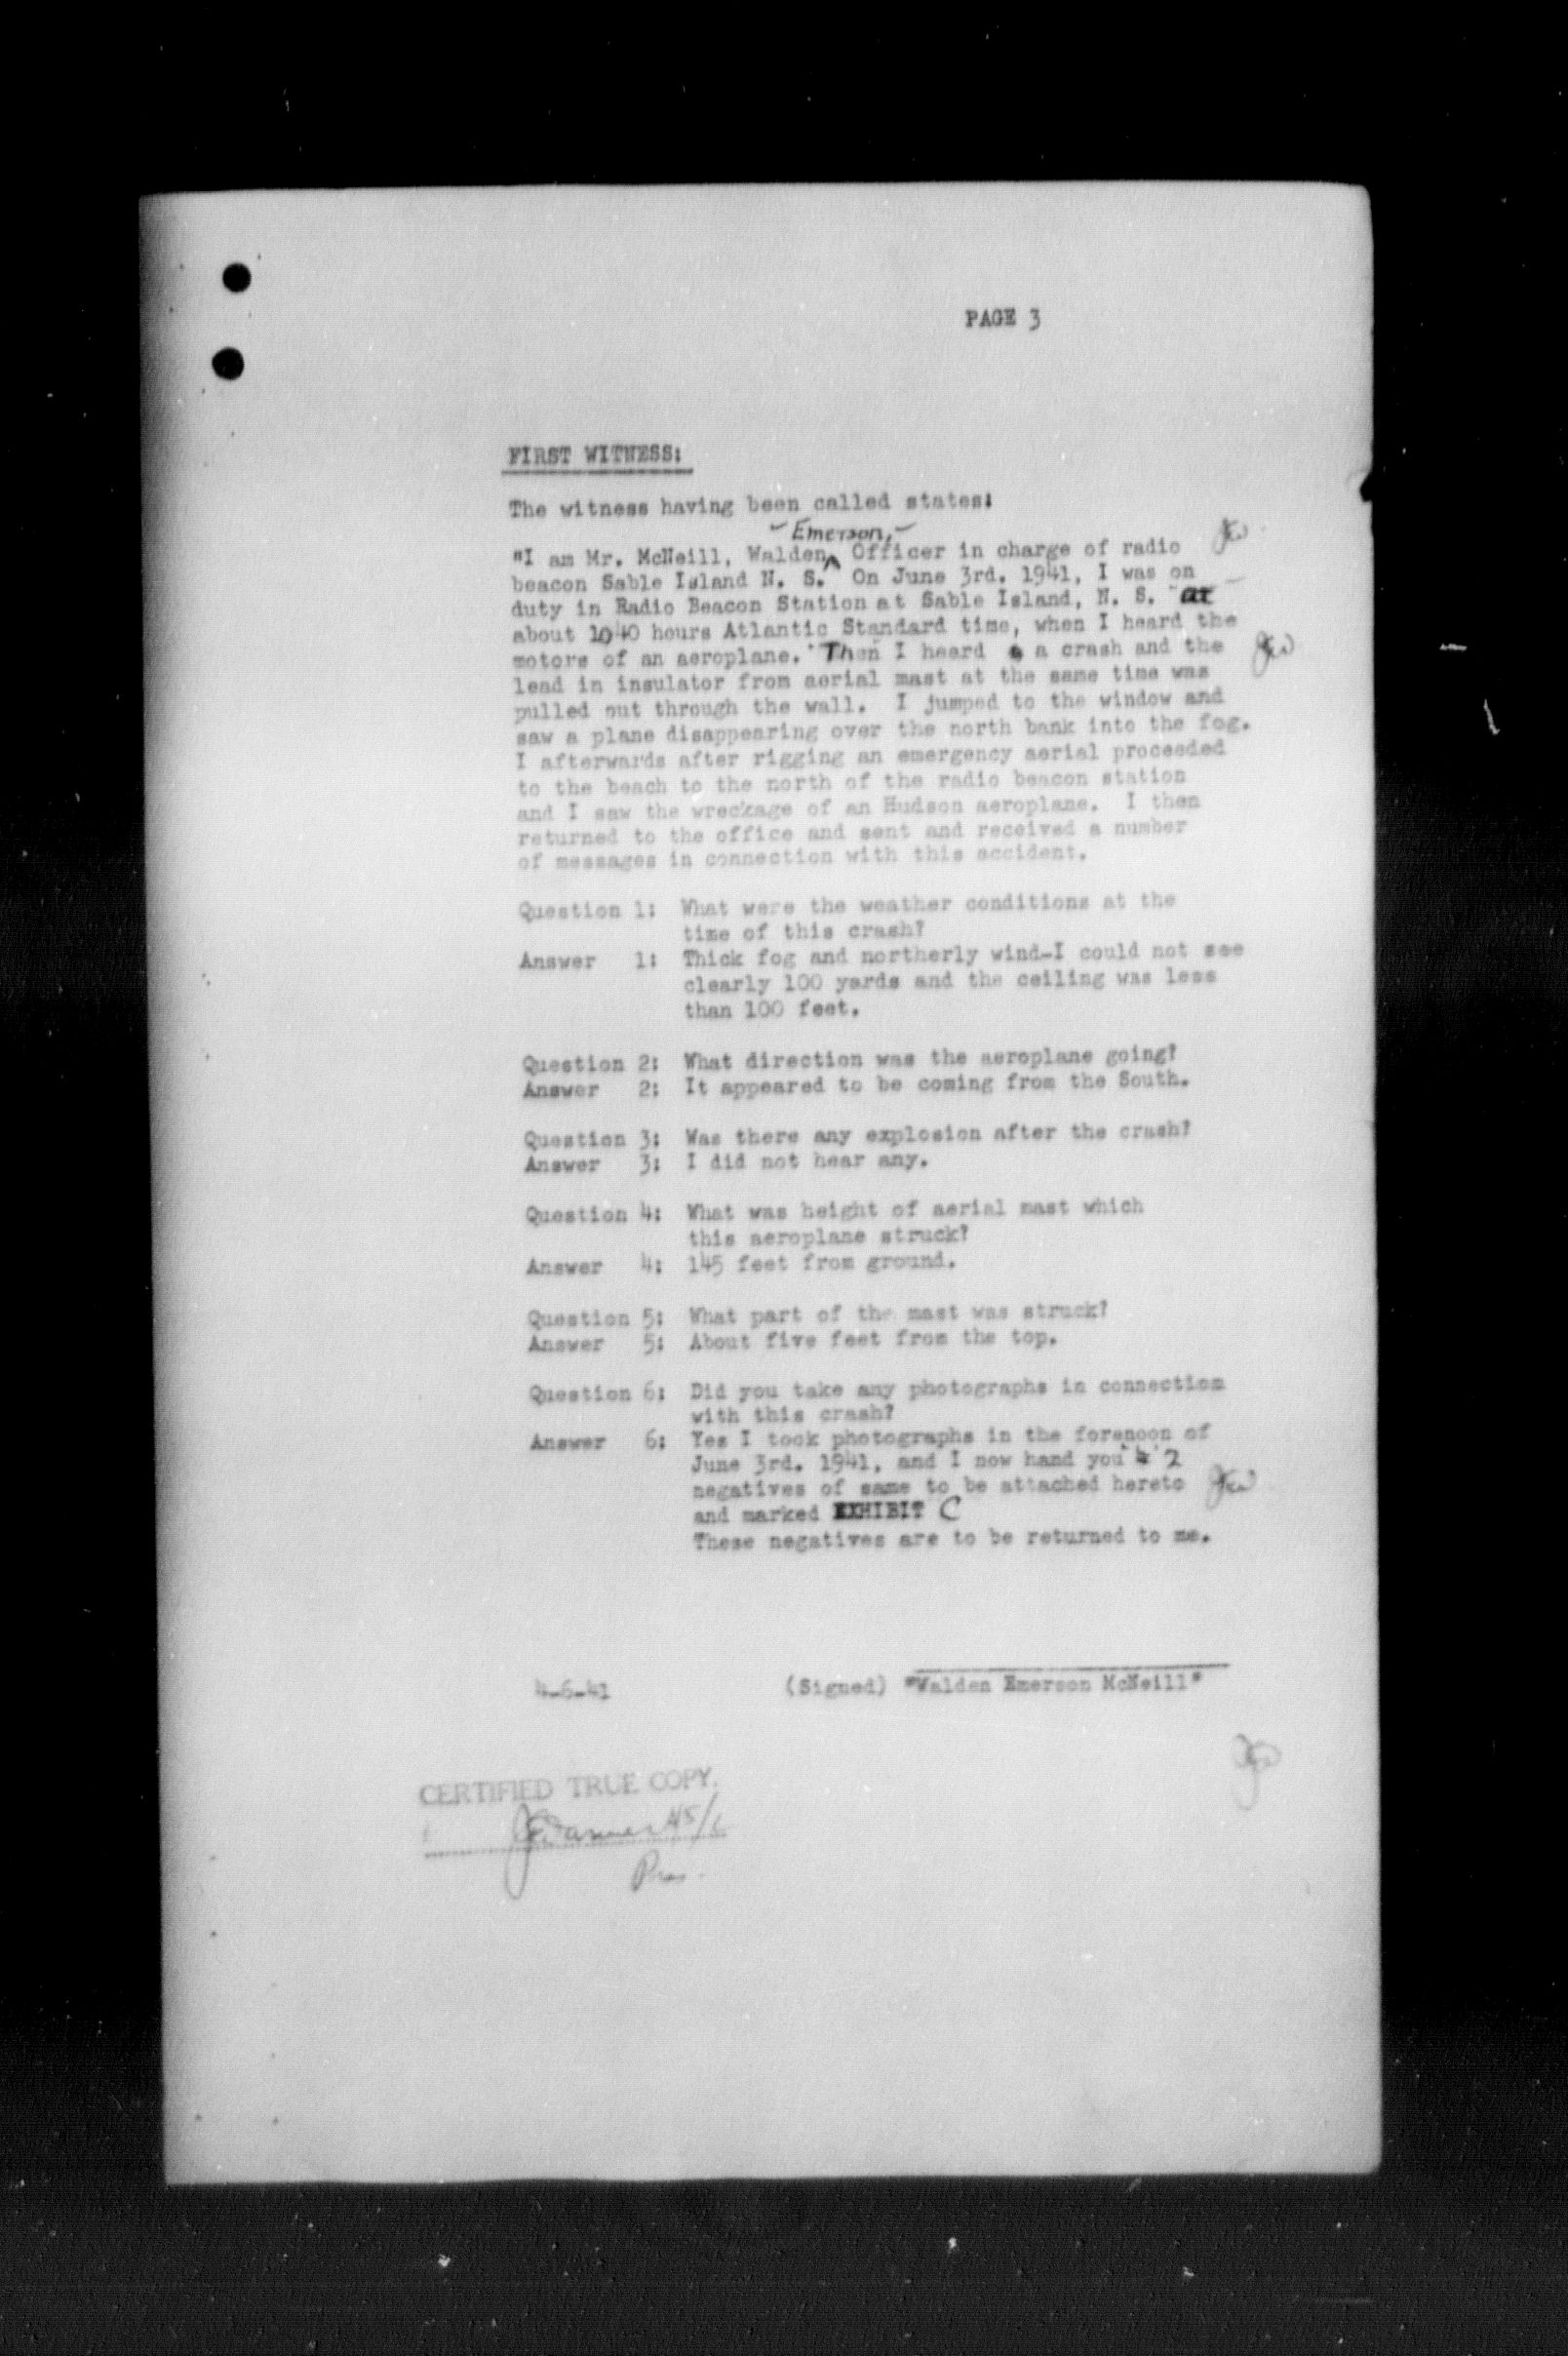 PAGE 3
FIRST WITNESS:
The witness having been called states:
Emerson,
"I am Mr. McNeill, Walden, Officer in charge of radio
beacon Sable Island N. S. On June 3rd. 1941, I was on
duty in Radio Beacon Station at Sable Island, N. S. at
about 1040 hours Atlantic Standard time, when I heard the
motors of an aeroplane. Then I heard a crash and the
lead in insulator from aerial mast at the same time was
pulled out through the wall. I jumped to the window and
saw a plane disappearing over the north bank into the fog.
I afterwards after rigging an emergency aerial proceeded
to the beach to the north of the radio beacon station
and I saw the wreckage of an Hudson aeroplane. I then
returned to the office and sent and received a number
of messages in connection with this accident.
Question 1: What were the weather conditions at the
time of this crash?
Answer 1: Thick fog and northerly wind-I could not see
clearly 100 yards and the ceiling was less
than 100 feet.
Question 2: What direction was the aeroplane going?
Answer 2: It appeared to be coming from the South.
Question 3: Was there any explosion after the crash?
Answer 3: I did not hear any.
Question 4: What was height of aerial mast which
this aeroplane struck?
Answer 4: 145 feet from ground.
Question 5: What part of the mast was struck?
Answer 5: About five feet from the top.
Question 6: Did you take any photographs in connection
with this crash?
Answer 6: Yes I took photographs in the forenoon of
June 3rd. 1941, and I now hand you 2
negatives of same to be attached hereto
and marked EXHIBIT C
These negatives are to be returned to me.
4-6-41 (Signed) "Walden Emerson McNeill"
CERTIFIED TRUE COPY.
Pres.